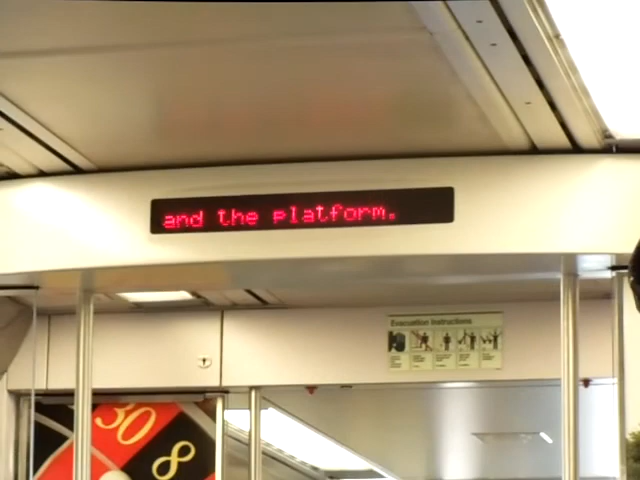 and the platform.
Evacuation Instructions
30
8